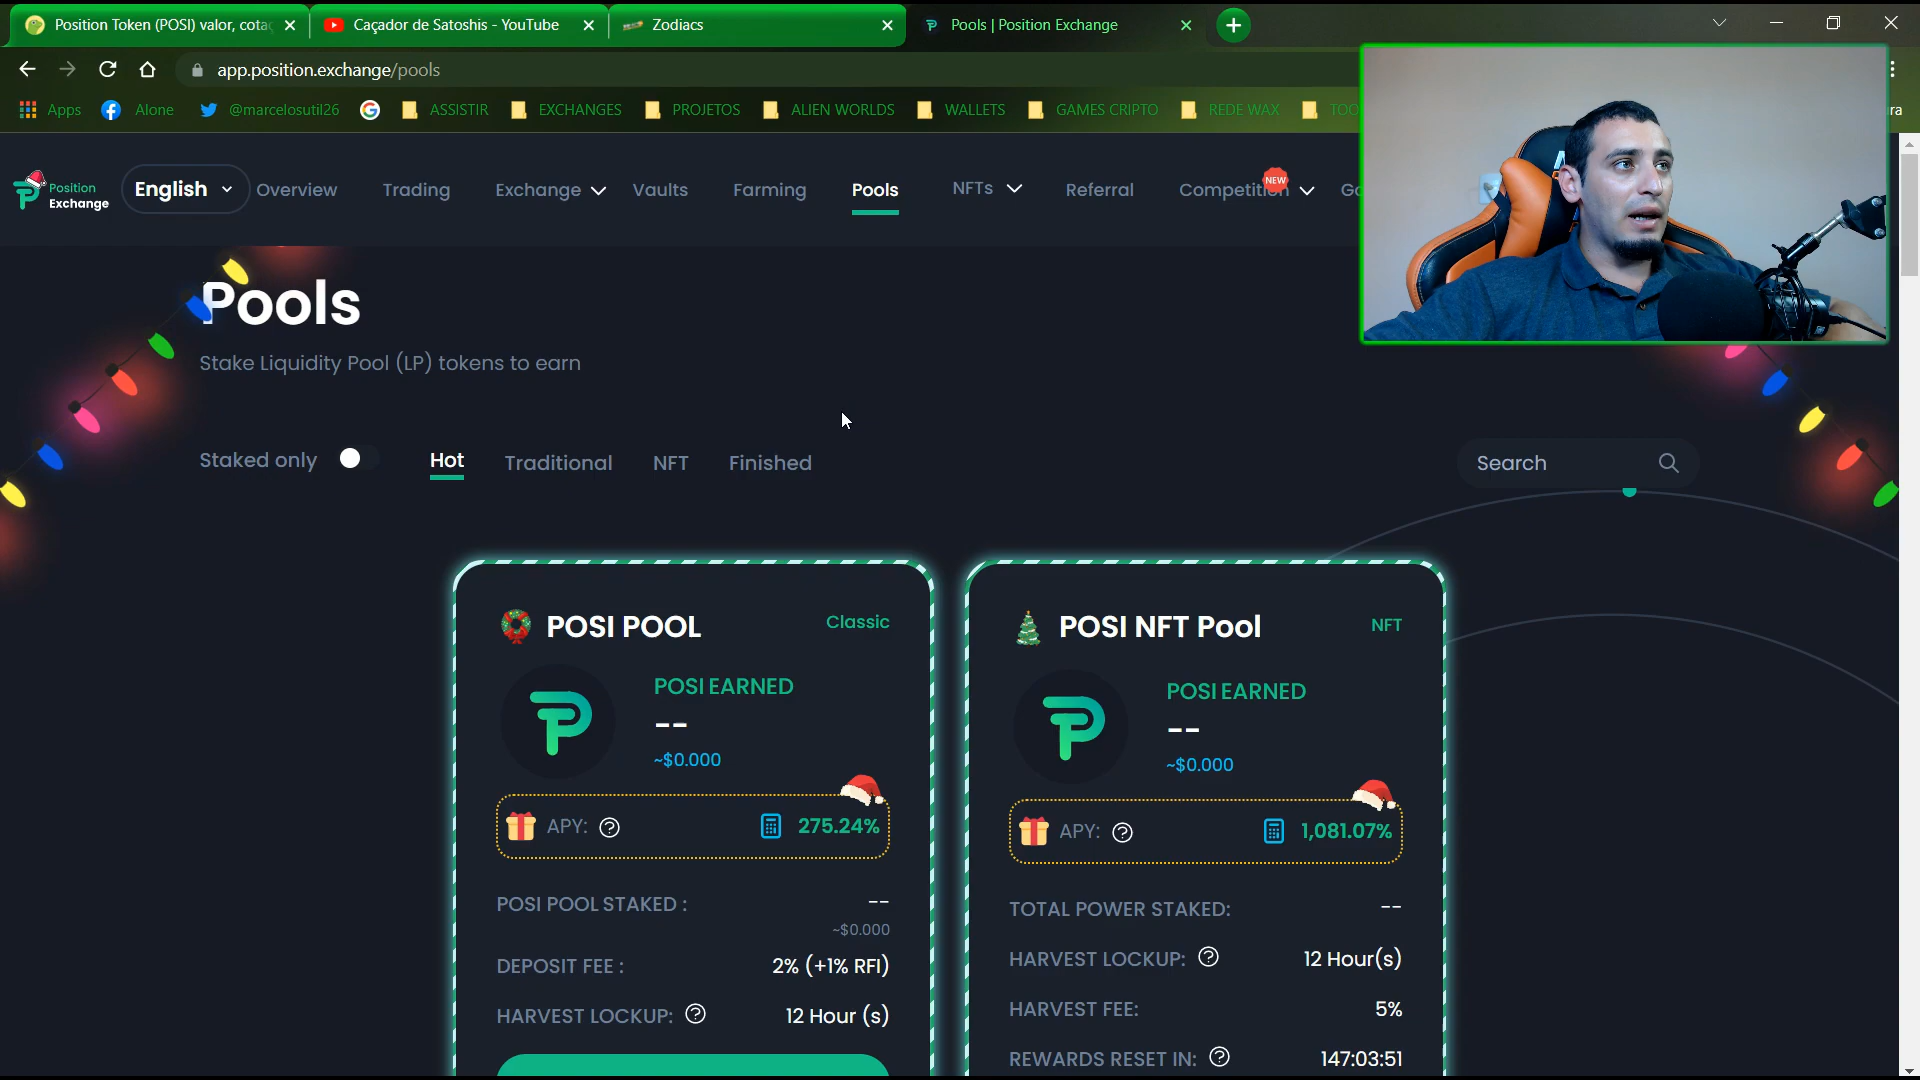 Position Token (POSI) valor, cotaç
Caçador de Satoshis - YouTube
Zodiacs
Pools | Position Exchange
app.position.exchange/pools
Apps
Alone
@marcelosutil26
ASSISTIR
EXCHANGES
PROJETOS
ALIEN WORLDS
WALLETS
GAMES CRIPTO
REDE WAX
TOO
ra
Position
Exchange
English
Overview
Trading
Exchange
Vaults
Farming
Pools
NFTs
Referral
Competition
NEW
Pools
Stake Liquidity Pool (LP) tokens to earn
Staked only
Hot
Traditional
NFT
Finished
Search
POSI POOL
Classic
POSI EARNED
--
~$0.000
APY: ?
275.24%
POSI POOL STAKED :
--
~$0.000
DEPOSIT FEE :
2% (+1% RFI)
HARVEST LOCKUP: ?
12 Hour (s)
POSI NFT Pool
NFT
POSI EARNED
--
~$0.000
APY: ?
1,081.07%
TOTAL POWER STAKED:
--
HARVEST LOCKUP: ?
12 Hour(s)
HARVEST FEE:
5%
REWARDS RESET IN: ?
147:03:51